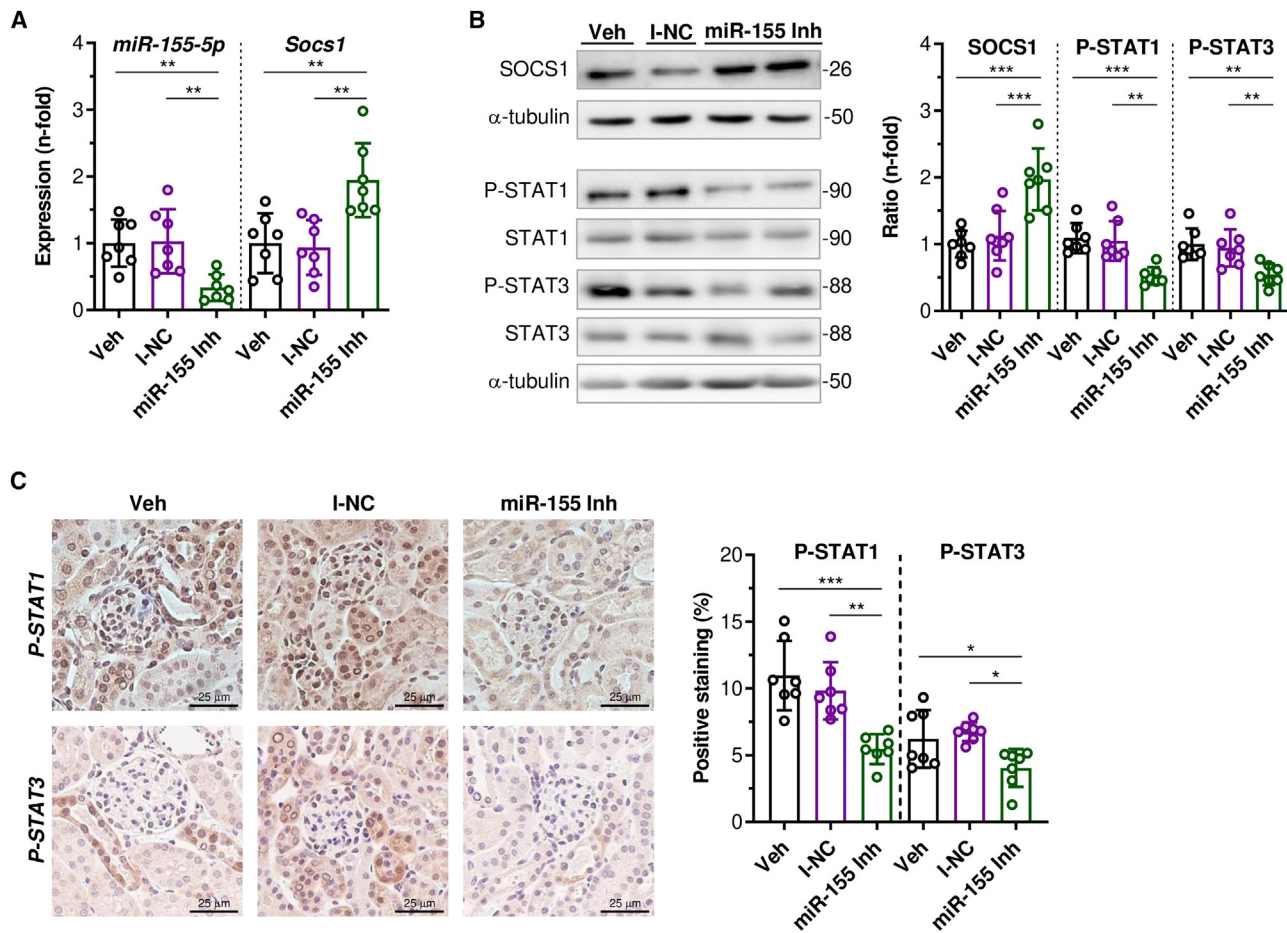 A
miR-155-5p Socs1
Expression (n-fold)
4
3
2
1
0
** **
** **
Veh I-NC miR-155 Inh Veh I-NC miR-155 Inh
B
Veh I-NC miR-155 Inh
SOCS1 -26
α-tubulin -50
P-STAT1 -90
STAT1 -90
P-STAT3 -88
STAT3 -88
α-tubulin -50
SOCS1 P-STAT1 P-STAT3
Ratio (n-fold)
4
3
2
1
0
*** *** **
*** ** **
Veh I-NC miR-155 Inh Veh I-NC miR-155 Inh Veh I-NC miR-155 Inh
C
Veh I-NC miR-155 Inh
P-STAT1
25 µm 25 µm 25 µm
P-STAT3
25 µm 25 µm 25 µm
P-STAT1 P-STAT3
Positive staining (%)
20
15
10
5
0
***
**
*
*
Veh I-NC miR-155 Inh Veh I-NC miR-155 Inh